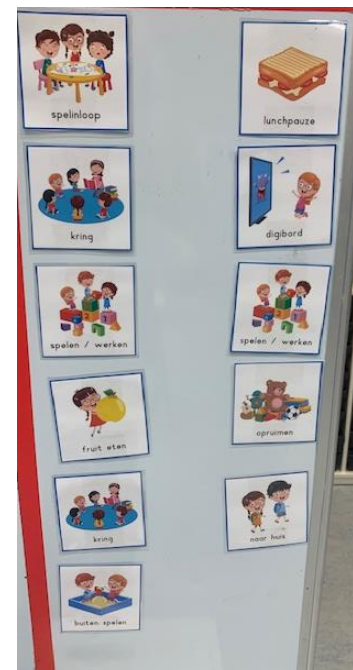 spelinloop
kring
spelen / werken
fruit eten
kring
buiten spelen
lunchpauze
digibord
spelen / werken
opruimen
naar huis